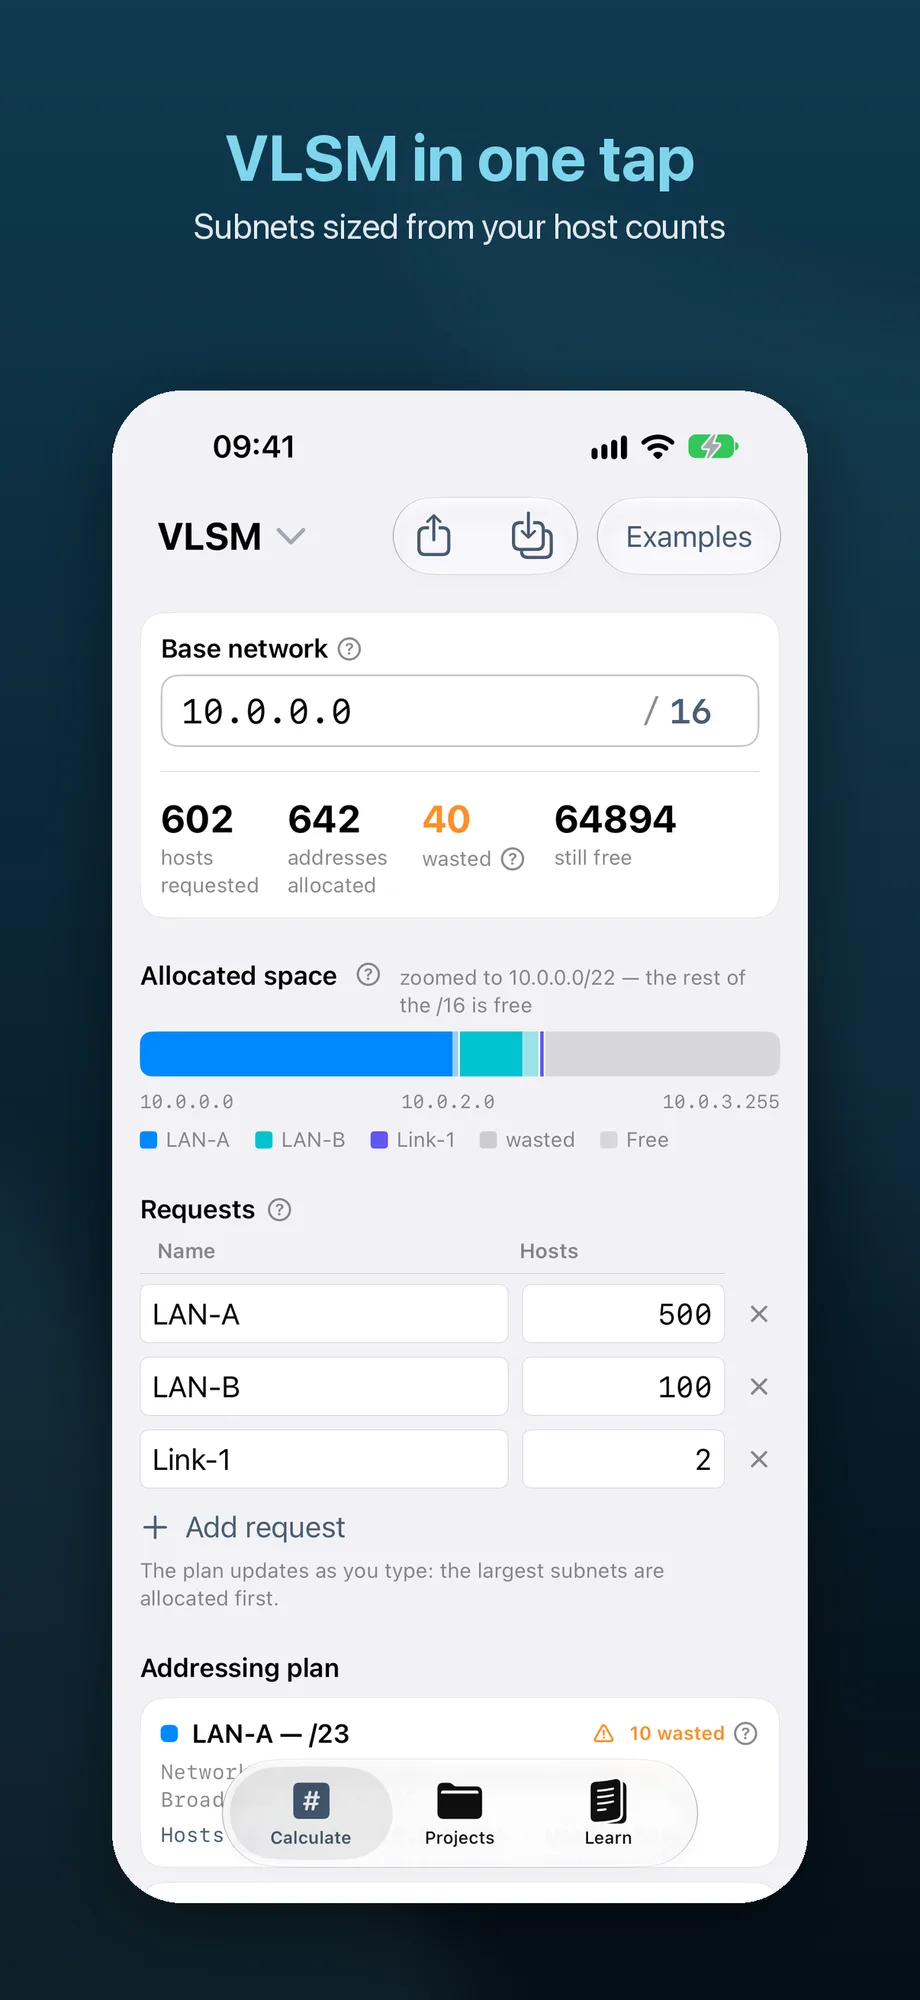 VLSM in one tap
Subnets sized from your host counts
09:41
VLSM
Examples
Base network ?
10.0.0.0 / 16
602 642 40 64894
hosts requested
addresses allocated
wasted ?
still free
Allocated space ?
zoomed to 10.0.0.0/22 — the rest of
the /16 is free
10.0.0.0 10.0.2.0 10.0.3.255
LAN-A LAN-B Link-1 wasted Free
Requests ?
Name Hosts
LAN-A 500 ×
LAN-B 100 ×
Link-1 2 ×
+ Add request
The plan updates as you type: the largest subnets are
allocated first.
Addressing plan
LAN-A — /23 10 wasted ?
Hosts
# Calculate
Projects
Learn